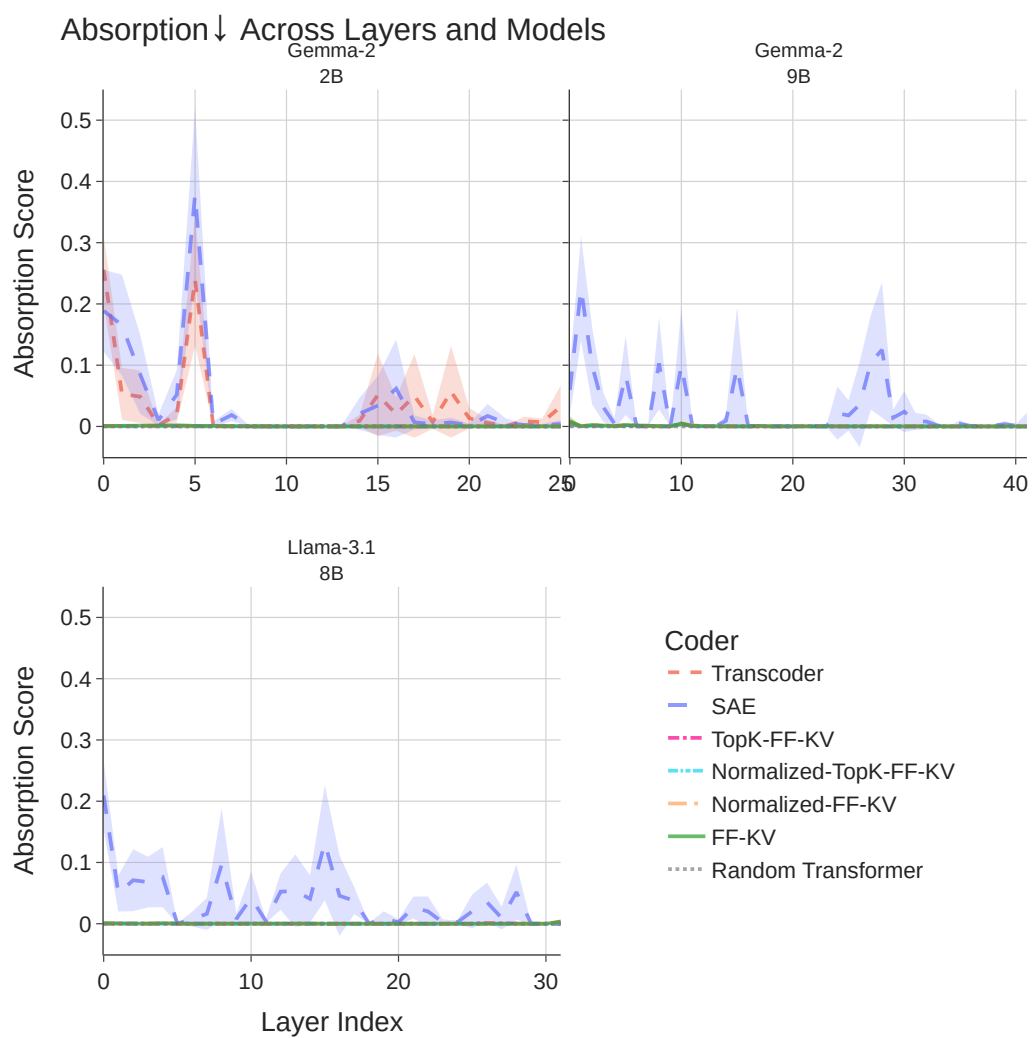 Absorption↓ Across Layers and Models
Gemma-2
2B
Gemma-2
9B
Absorption Score
0.5
0.4
0.3
0.2
0.1
0
0 5 10 15 20 25
0 10 20 30 40
Llama-3.1
8B
Absorption Score
0.5
0.4
0.3
0.2
0.1
0
0 10 20 30
Layer Index
Coder
Transcoder
SAE
TopK-FF-KV
Normalized-TopK-FF-KV
Normalized-FF-KV
FF-KV
Random Transformer